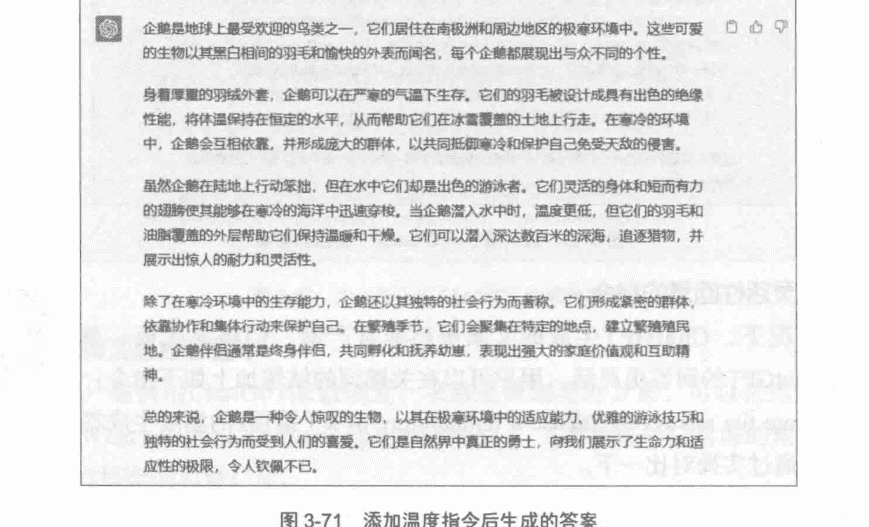 企鹅是地球上最受欢迎的鸟类之一，它们居住在南极洲和周边地区的极寒环境中。这些可爱
的生物以其黑白相间的羽毛和愉快的外表而闻名，每个企鹅都展现出与众不同的个性。
身着厚重的羽绒外套，企鹅可以在严寒的气温下生存。它们的羽毛被设计成具有出色的绝缘
性能，将体温保持在恒定的水平，从而帮助它们在冰雪覆盖的土地上行走。在寒冷的环境
中，企鹅会互相依靠，并形成庞大的群体，以共同抵御寒冷和保护自己免受天敌的侵害。
虽然企鹅在陆地上行动笨拙，但在水中它们却是出色的游泳者。它们灵活的身体和短而有力
的翅膀使其能够在寒冷的海洋中迅速穿梭。当企鹅潜入水中时，温度更低，但它们的羽毛和
油脂覆盖的外层帮助它们保持温暖和干燥。它们可以潜入深达数百米的深海，追逐猎物，并
展示出惊人的耐力和灵活性。
除了在寒冷环境中的生存能力，企鹅还以其独特的社会行为而著称。它们形成紧密的群体，
依靠协作和集体行动来保护自己。在繁殖季节，它们会聚集在特定的地点，建立繁殖殖民
地。企鹅伴侣通常是终身伴侣，共同孵化和抚养幼崽，表现出强大的家庭价值观和互助精
神。
总的来说，企鹅是一种令人惊叹的生物，以其在极寒环境中的适应能力、优雅的游泳技巧和
独特的社会行为而受到人们的喜爱。它们是自然界中真正的勇士，向我们展示了生命力和适
应性的极限，令人钦佩不已。
图 3-71 添加温度指令后生成的答案